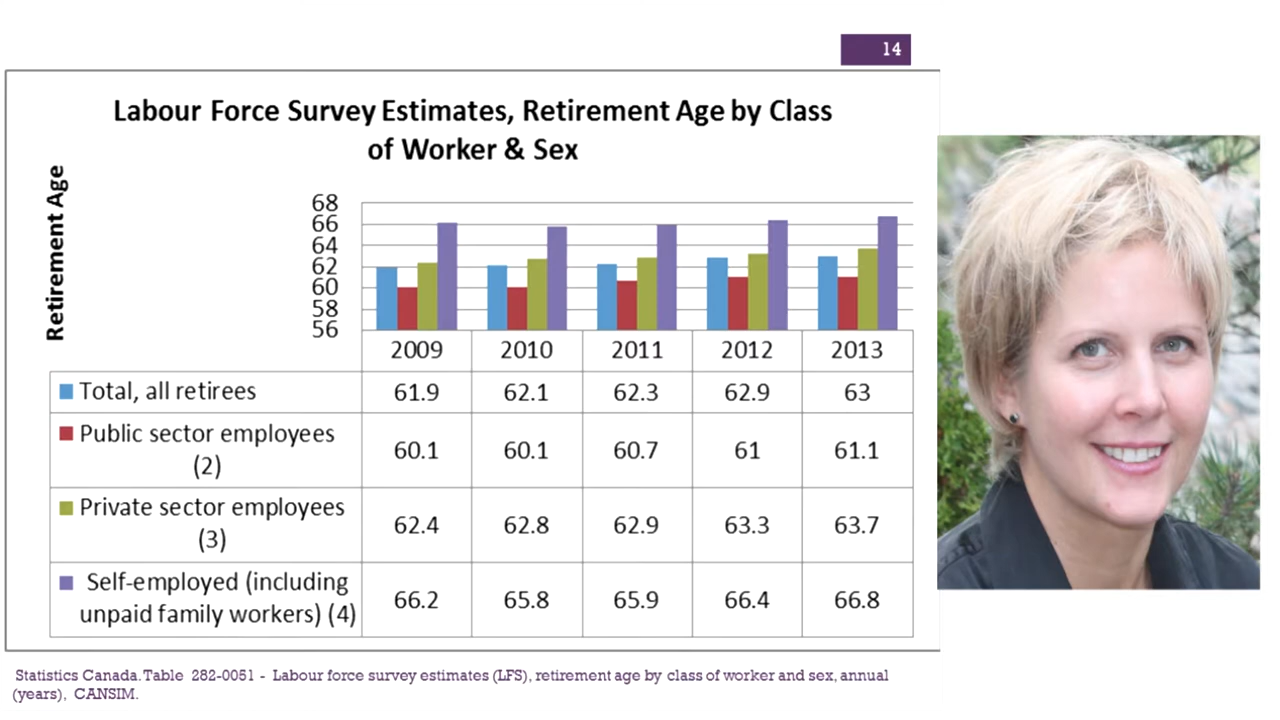 14
Labour Force Survey Estimates, Retirement Age by Class
of Worker & Sex
Retirement Age
68
66
64
62
60
58
56
2009 2010 2011 2012 2013
Total, all retirees 61.9 62.1 62.3 62.9 63
Public sector employees
(2) 60.1 60.1 60.7 61 61.1
Private sector employees
(3) 62.4 62.8 62.9 63.3 63.7
Self-employed (including
unpaid family workers) (4) 66.2 65.8 65.9 66.4 66.8
Statistics Canada. Table 282-0051 - Labour force survey estimates (LFS), retirement age by class of worker and sex, annual
(years), CANSIM.